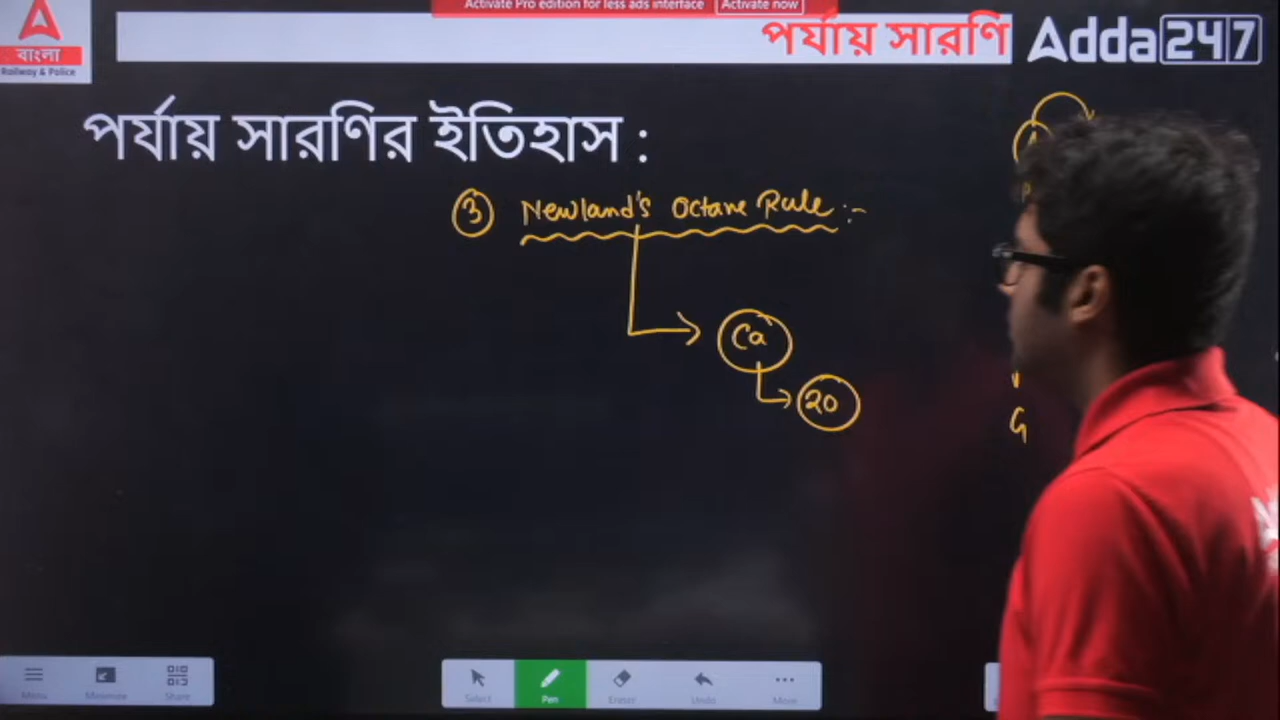 Activate Pro edition for less ads interface Activate now
বাংলা
Railway & Police
পর্যায় সারণি
Adda247
পর্যায় সারণির ইতিহাস :
③ Newland's Octane Rule :-
Ca
20
G
Menu
Minimize
Share
Select
Pen
Eraser
Undo
More